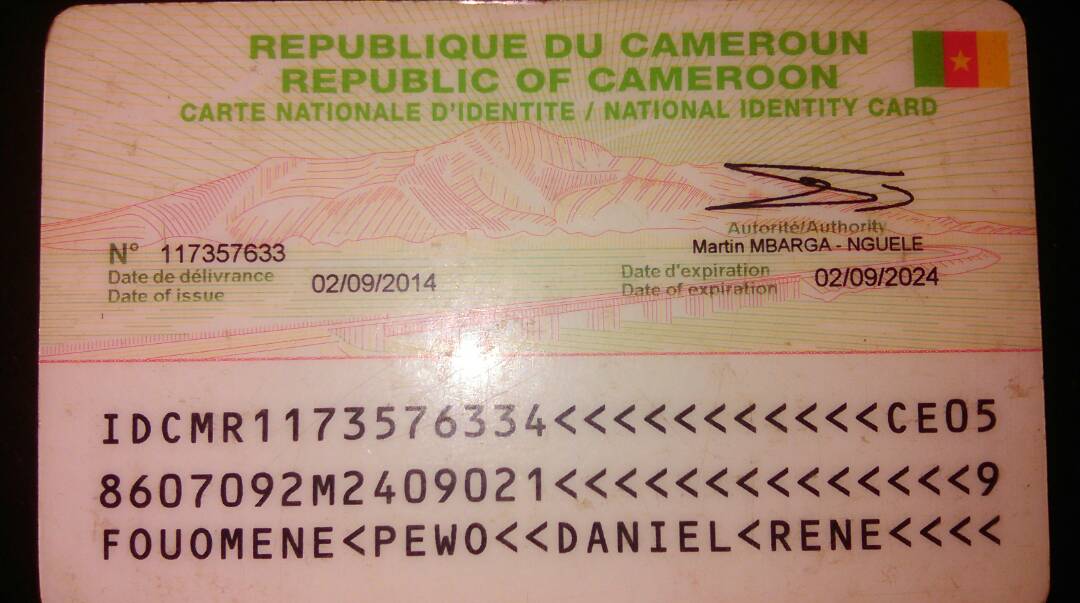 REPUBLIQUE DU CAMEROUN
REPUBLIC OF CAMEROON
CARTE NATIONALE D'IDENTITE / NATIONAL IDENTITY CARD
Autorité/Authority
Martin MBARGA - NGUELE
N° 117357633
Date de délivrance
Date of issue
02/09/2014
Date d'expiration
Date of expiration
02/09/2024
IDCMR1173576334<<<<<<<<<<<CE05
8607092M2409021<<<<<<<<<<<<<<9
FOUOMENE<PEWO<<DANIEL<RENE<<<<